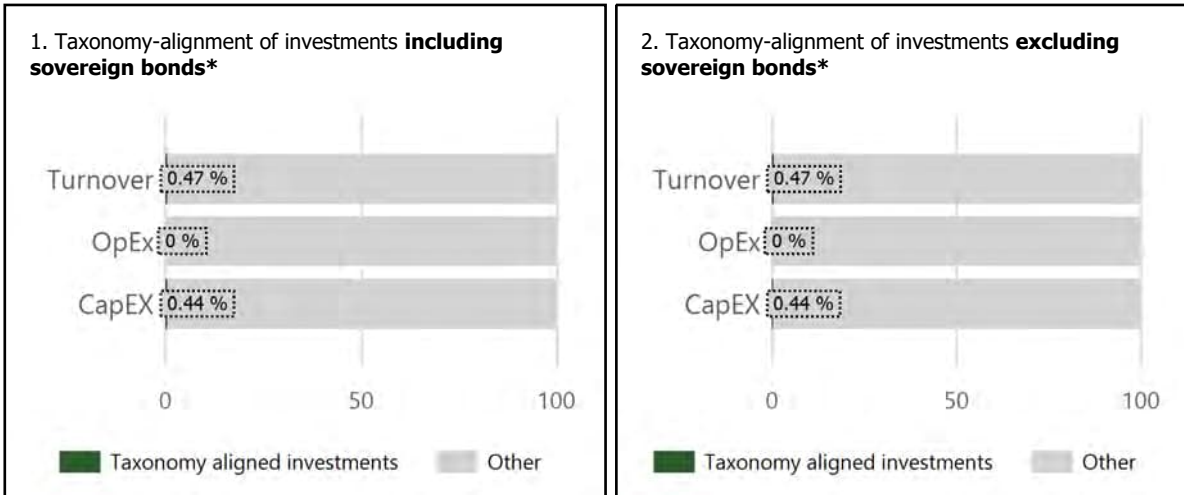 1. Taxonomy-alignment of investments including
sovereign bonds*
Turnover 0.47 %
OpEx 0 %
CapEX 0.44 %
0 50 100
Taxonomy aligned investments Other
2. Taxonomy-alignment of investments excluding
sovereign bonds*
Turnover 0.47 %
OpEx 0 %
CapEX 0.44 %
0 50 100
Taxonomy aligned investments Other